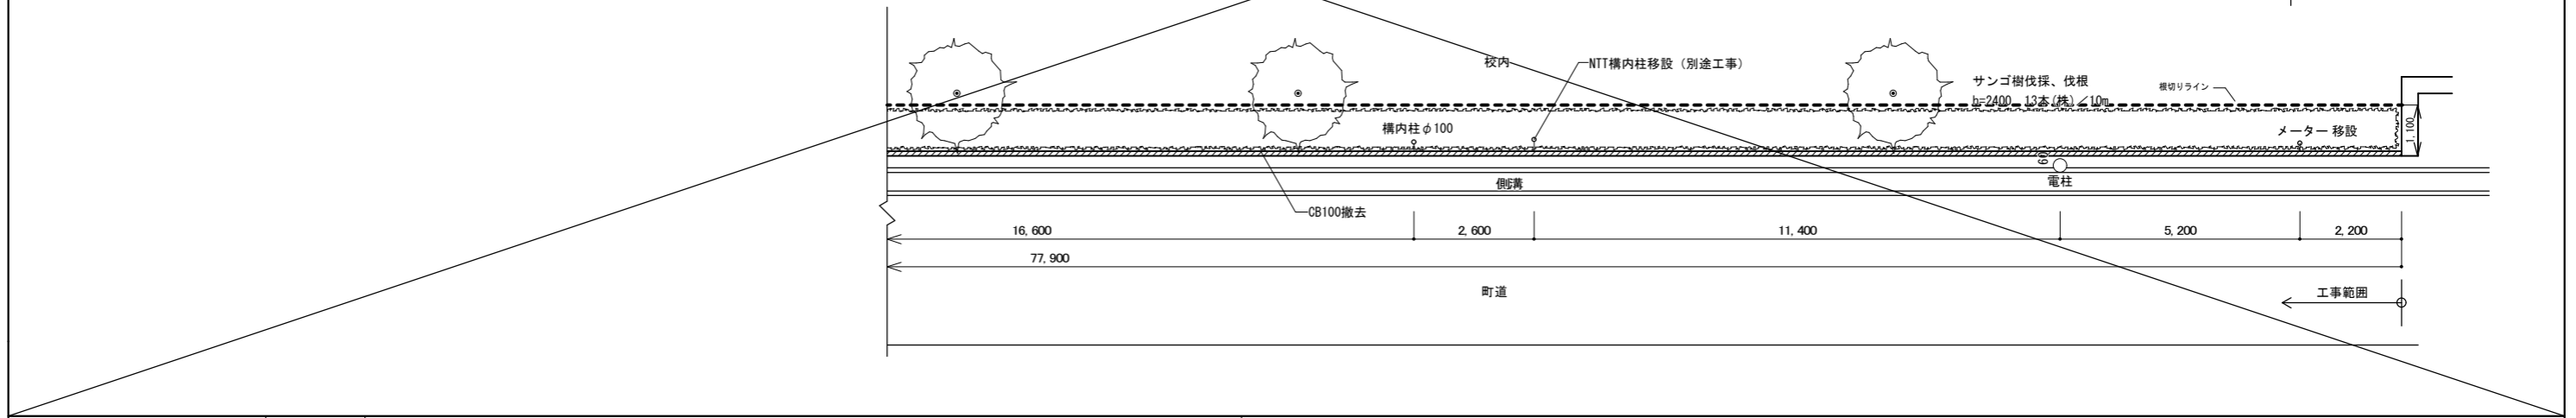 校内
NTT構内柱移設（別途工事）
サンゴ樹伐採、伐根
h=2400 13本(株)／10m
根切りライン
構内柱φ100
メーター 移設
1,100
60
側溝
電柱
CB100撤去
16,600
2,600
11,400
5,200
2,200
77,900
町道
工事範囲